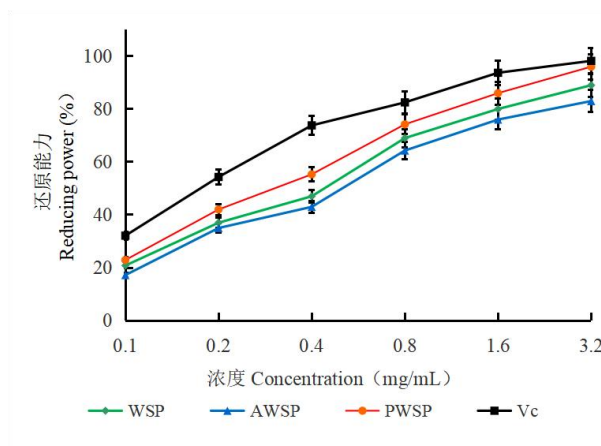 100
80
60
40
20
0
还原能力
Reducing power (%)
0.1 0.2 0.4 0.8 1.6 3.2
浓度 Concentration（mg/mL）
WSP AWSP PWSP Vc